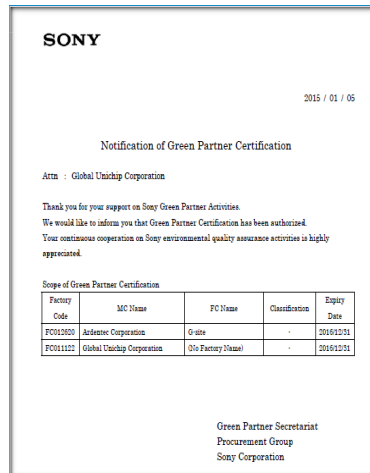 SONY
2015 / 01 / 05
Notification of Green Partner Certification
Attn : Global Unichip Corporation
Thank you for your support on Sony Green Partner Activities.
We would like to inform you that Green Partner Certification has been authorized.
Your continuous cooperation on Sony environmental quality assurance activities is highly
appreciated.
Scope of Green Partner Certification
Factory Code MC Name FC Name Classification Expiry Date
FC012620 Ardentec Corporation G-site - 2016/12/31
FC011122 Global Unichip Corporation (No Factory Name) - 2016/12/31
Green Partner Secretariat
Procurement Group
Sony Corporation